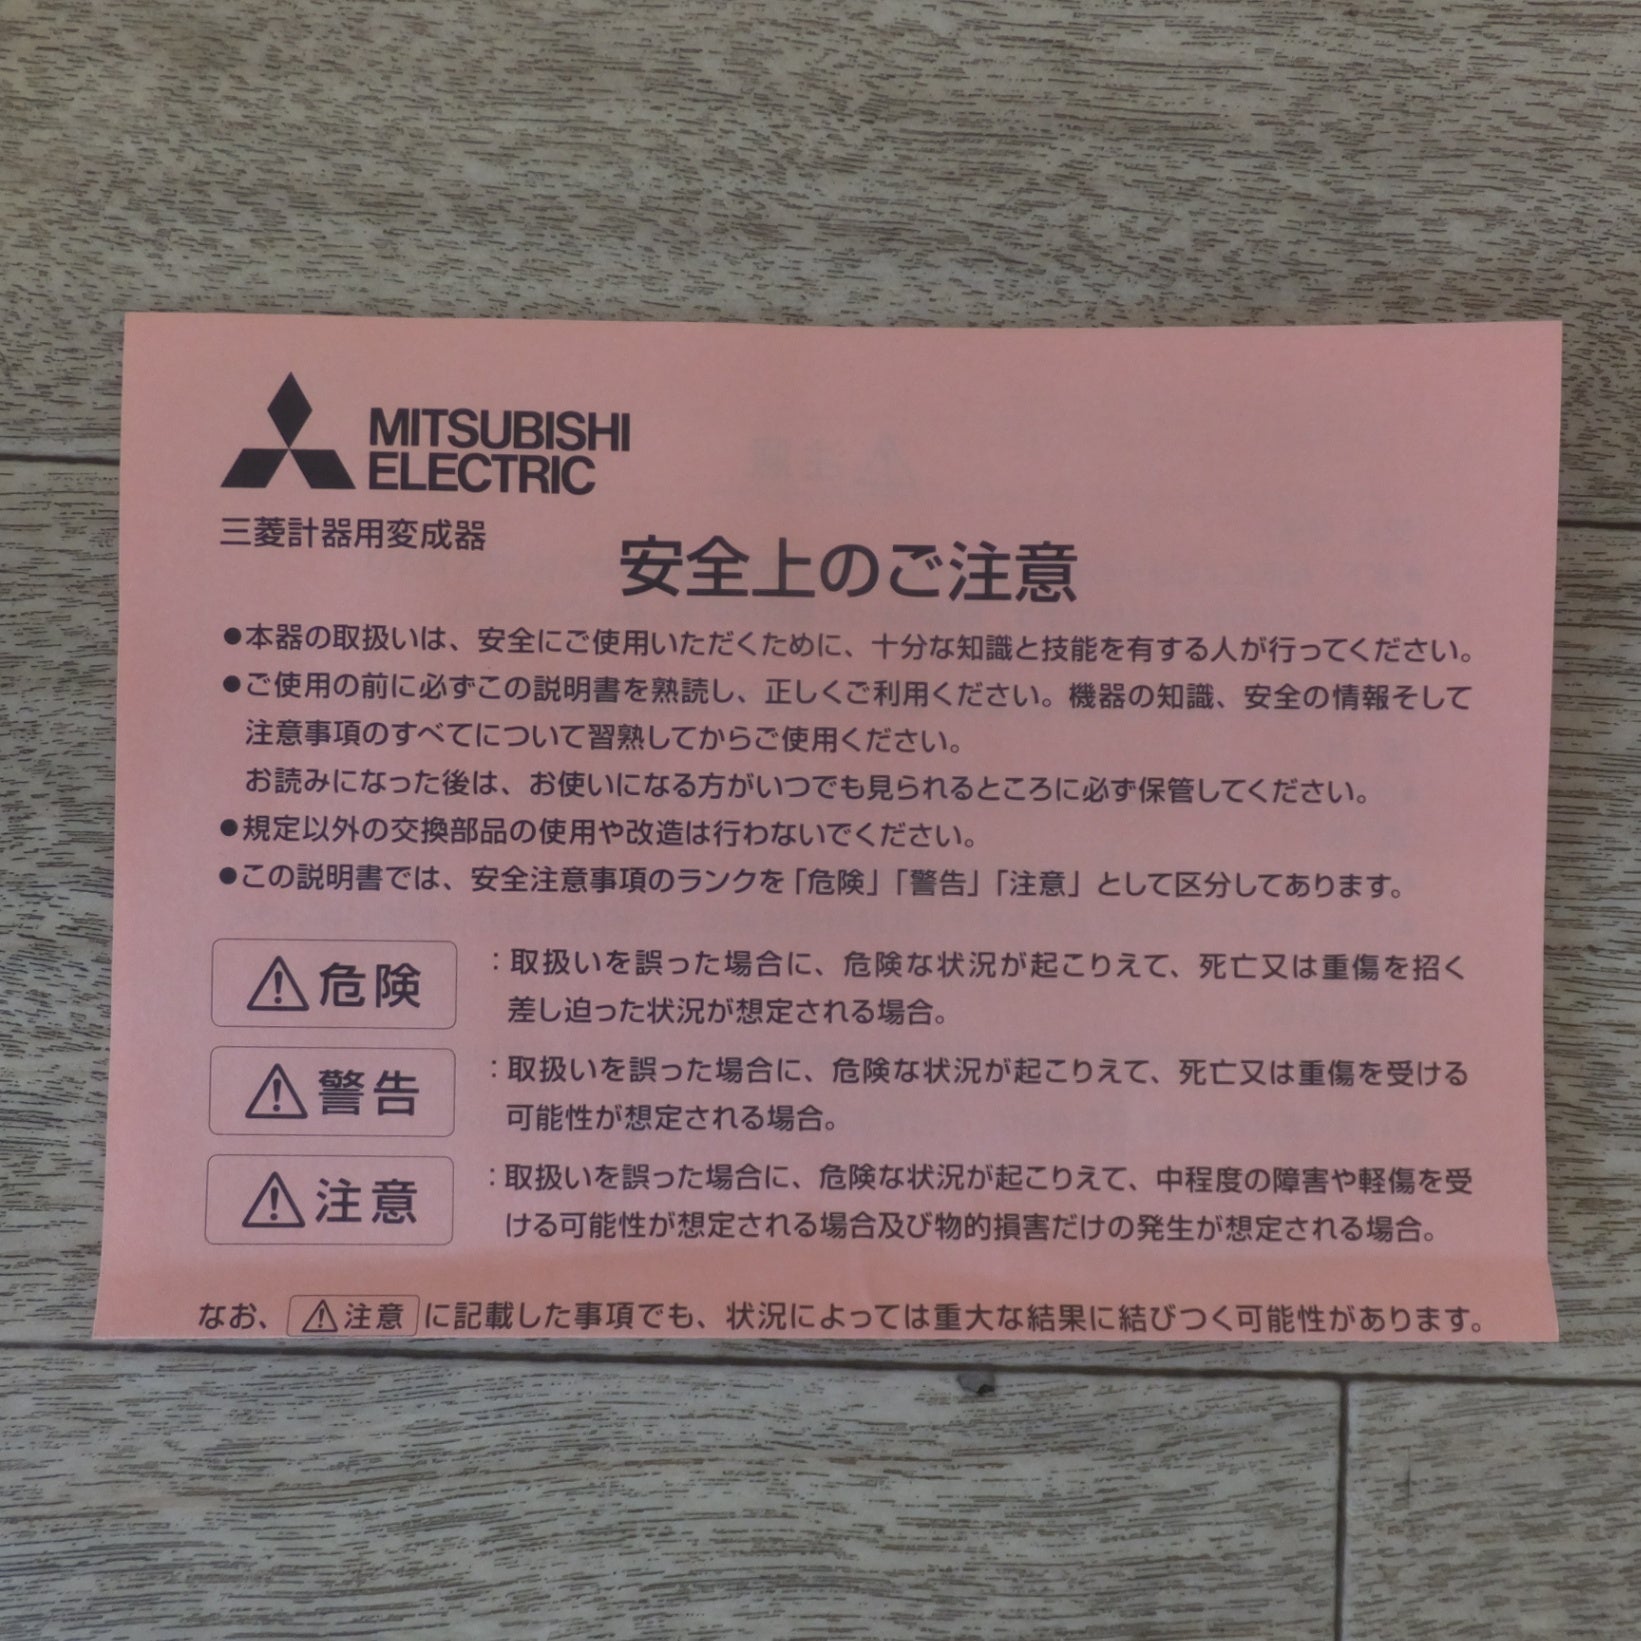 MITSUBISHI
ELECTRIC
三菱計器用変成器
安全上のご注意
●本器の取扱いは、安全にご使用いただくために、十分な知識と技能を有する人が行ってください。
●ご使用の前に必ずこの説明書を熟読し、正しくご利用ください。機器の知識、安全の情報そして
注意事項のすべてについて習熟してからご使用ください。
お読みになった後は、お使いになる方がいつでも見られるところに必ず保管してください。
●規定以外の交換部品の使用や改造は行わないでください。
●この説明書では、安全注意事項のランクを「危険」「警告」「注意」として区分してあります。
⚠危険 :取扱いを誤った場合に、危険な状況が起こりえて、死亡又は重傷を招く
差し迫った状況が想定される場合。
⚠警告 :取扱いを誤った場合に、危険な状況が起こりえて、死亡又は重傷を受ける
可能性が想定される場合。
⚠注意 :取扱いを誤った場合に、危険な状況が起こりえて、中程度の障害や軽傷を受
ける可能性が想定される場合及び物的損害だけの発生が想定される場合。
なお、⚠注意に記載した事項でも、状況によっては重大な結果に結びつく可能性があります。